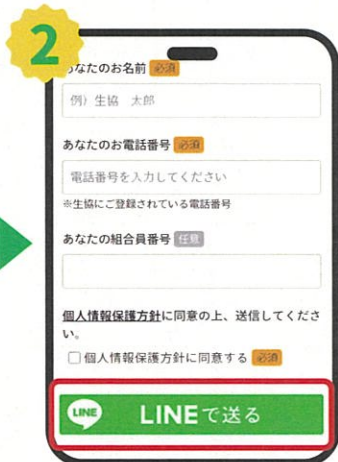 2
あなたのお名前 必須
例）生協　太郎
あなたのお電話番号 必須
電話番号を入力してください
※生協にご登録されている電話番号
あなたの組合員番号 任意
個人情報保護方針に同意の上、送信してくださ
い。
個人情報保護方針に同意する 必須
LINE LINEで送る